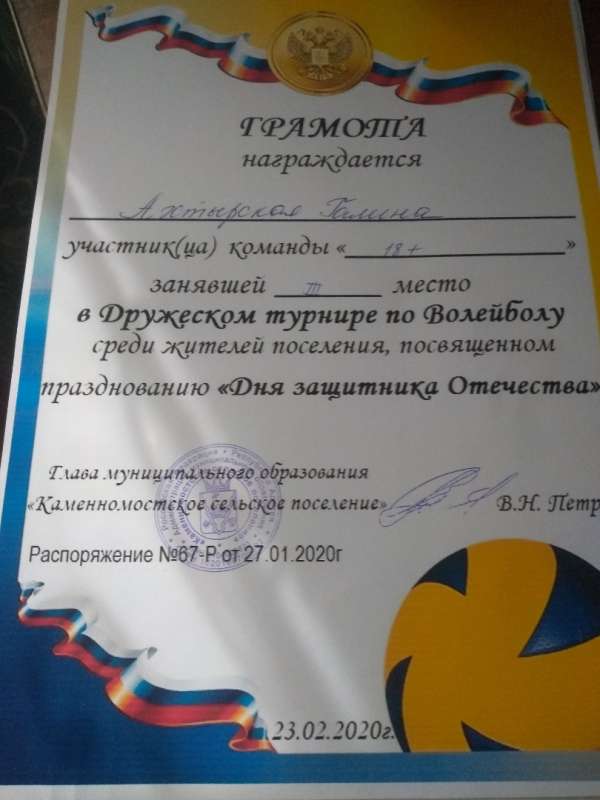 ГРАМОТА
награждается
Ахтырская Галина
участник(ца) команды « 18+ »
занявшей III место
в Дружеском турнире по Волейболу
среди жителей поселения, посвященном
празднованию «Дня защитника Отечества»
Глава муниципального образования
«Каменномостское сельское поселение» В.Н. Петр
Распоряжение №67-Р от 27.01.2020г
23.02.2020г.